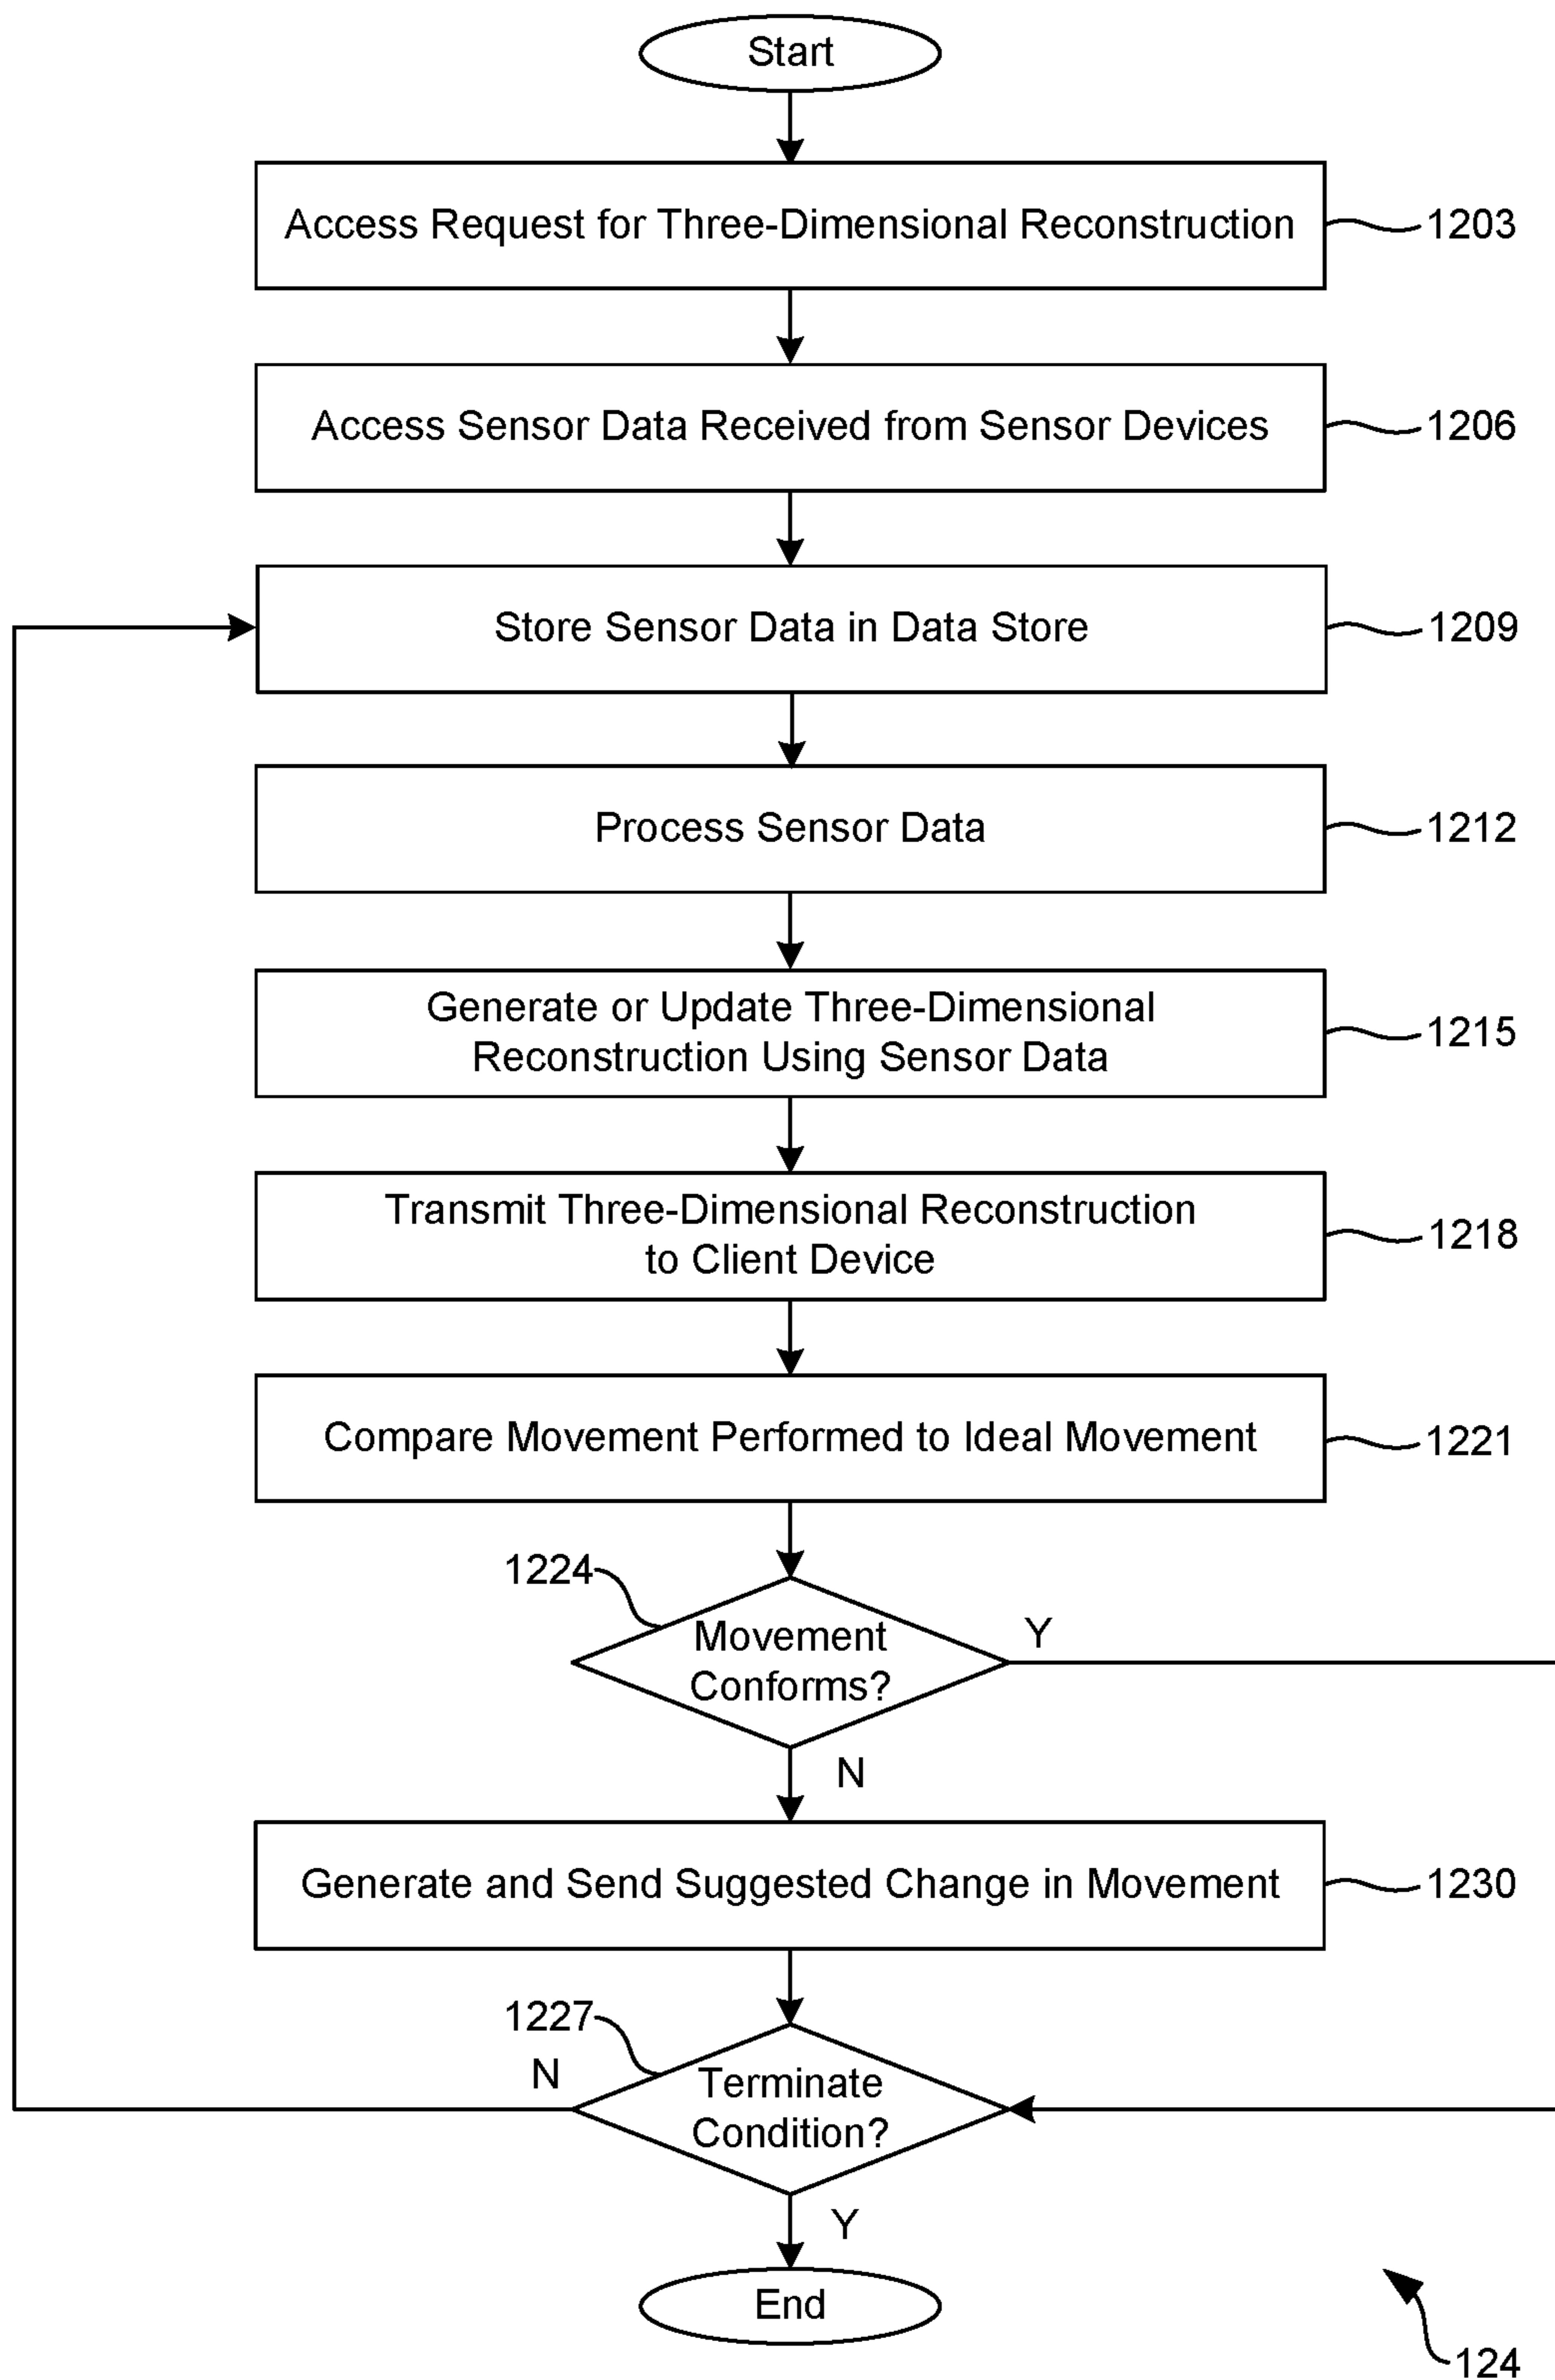 Start
Access Request for Three-Dimensional Reconstruction
1203
Access Sensor Data Received from Sensor Devices
1206
Store Sensor Data in Data Store
1209
Process Sensor Data
1212
Generate or Update Three-Dimensional
Reconstruction Using Sensor Data
1215
Transmit Three-Dimensional Reconstruction
to Client Device
1218
Compare Movement Performed to Ideal Movement
1221
1224
Movement
Conforms?
Y
N
Generate and Send Suggested Change in Movement
1230
1227
N
Terminate
Condition?
Y
End
124